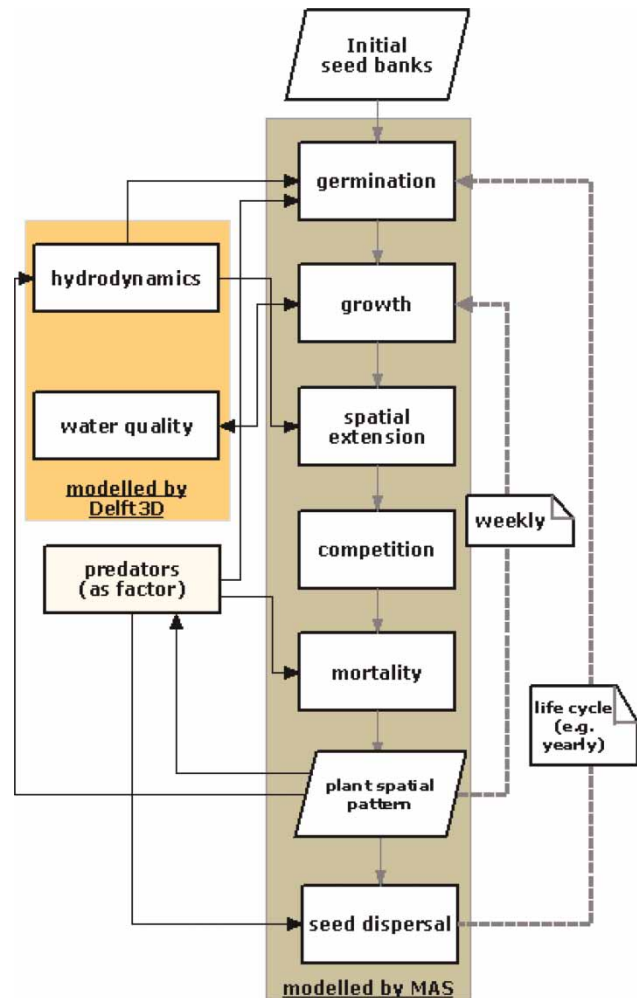 Initial
seed banks
germination
hydrodynamics
growth
water quality
spatial
extension
modelled by
Delft3D
weekly
competition
predators
(as factor)
mortality
life cycle
(e.g.
yearly)
plant spatial
pattern
seed dispersal
modelled by MAS